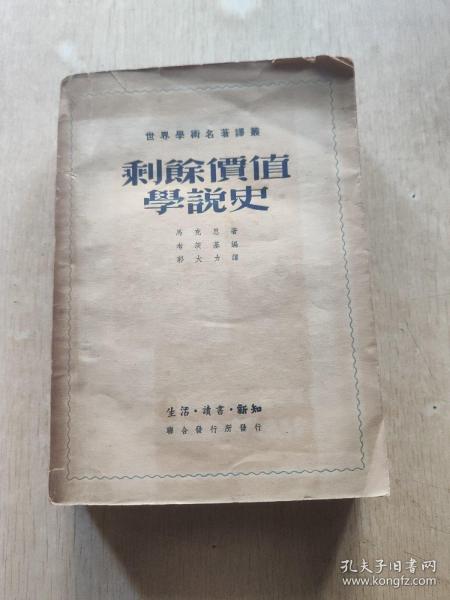 世界學術名著譯叢
剩餘價值
學說史
馬克思著
考茨基編
郭大力譯
生活·讀書·新知
聯合發行所發行
孔夫子旧书网
www.kongfz.com